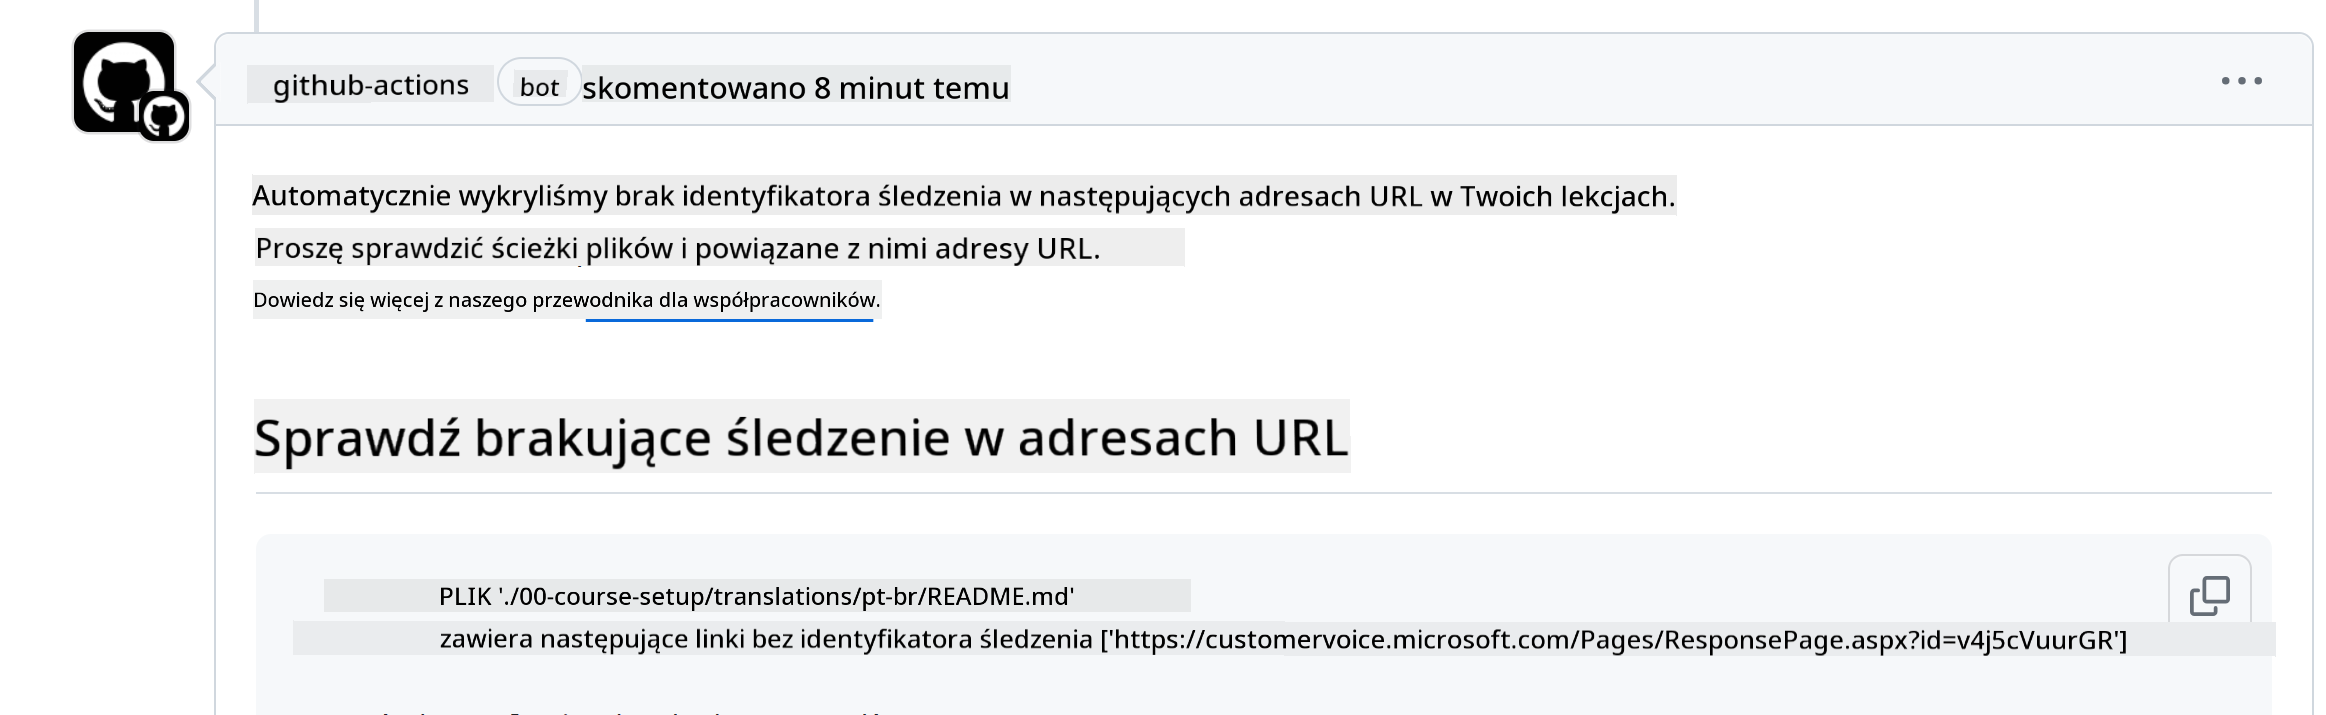 github-actions bot skomentowano 8 minut temu
Automatycznie wykryliśmy brak identyfikatora śledzenia w następujących adresach URL w Twoich lekcjach.
Proszę sprawdzić ścieżki plików i powiązane z nimi adresy URL.
Dowiedz się więcej z naszego przewodnika dla współpracowników.
Sprawdź brakujące śledzenie w adresach URL
PLIK './00-course-setup/translations/pt-br/README.md'
zawiera następujące linki bez identyfikatora śledzenia ['https://customervoice.microsoft.com/Pages/ResponsePage.aspx?id=v4j5cVuurGR']